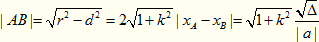 | AB |= √(r² − d²) = 2√(1 + k²) | x_A − x_B |= √(1 + k²) √Δ / | a |